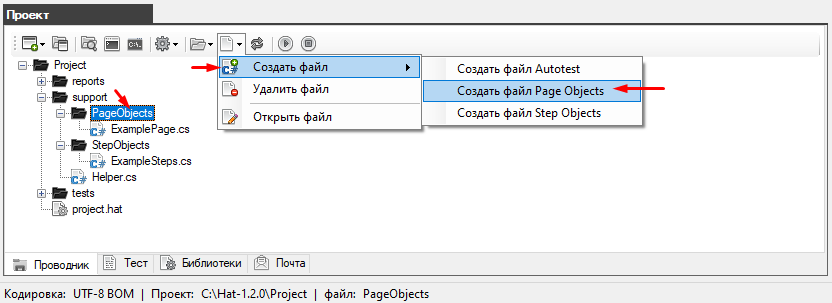 Проект
Project
reports
support
PageObjects
ExamplePage.cs
StepObjects
ExampleSteps.cs
Helper.cs
tests
project.hat
Создать файл
Удалить файл
Открыть файл
Создать файл Autotest
Создать файл Page Objects
Создать файл Step Objects
Проводник Тест Библиотеки Почта
Кодировка: UTF-8 BOM | Проект: C:\Hat-1.2.0\Project | файл: PageObjects